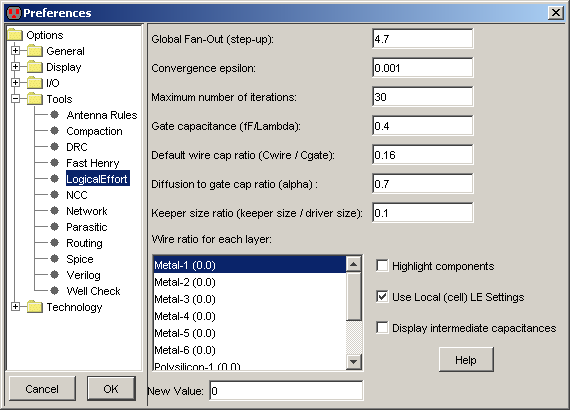 Preferences
Options
General
Display
I/O
Tools
Antenna Rules
Compaction
DRC
Fast Henry
LogicalEffort
NCC
Network
Parasitic
Routing
Spice
Verilog
Well Check
Technology
Cancel
OK
Global Fan-Out (step-up): 4.7
Convergence epsilon: 0.001
Maximum number of iterations: 30
Gate capacitance (fF/Lambda): 0.4
Default wire cap ratio (Cwire / Cgate): 0.16
Diffusion to gate cap ratio (alpha) : 0.7
Keeper size ratio (keeper size / driver size): 0.1
Wire ratio for each layer:
Metal-1 (0.0)
Metal-2 (0.0)
Metal-3 (0.0)
Metal-4 (0.0)
Metal-5 (0.0)
Metal-6 (0.0)
Polysilicon-1 (0.0)
Highlight components
Use Local (cell) LE Settings
Display intermediate capacitances
Help
New Value: 0